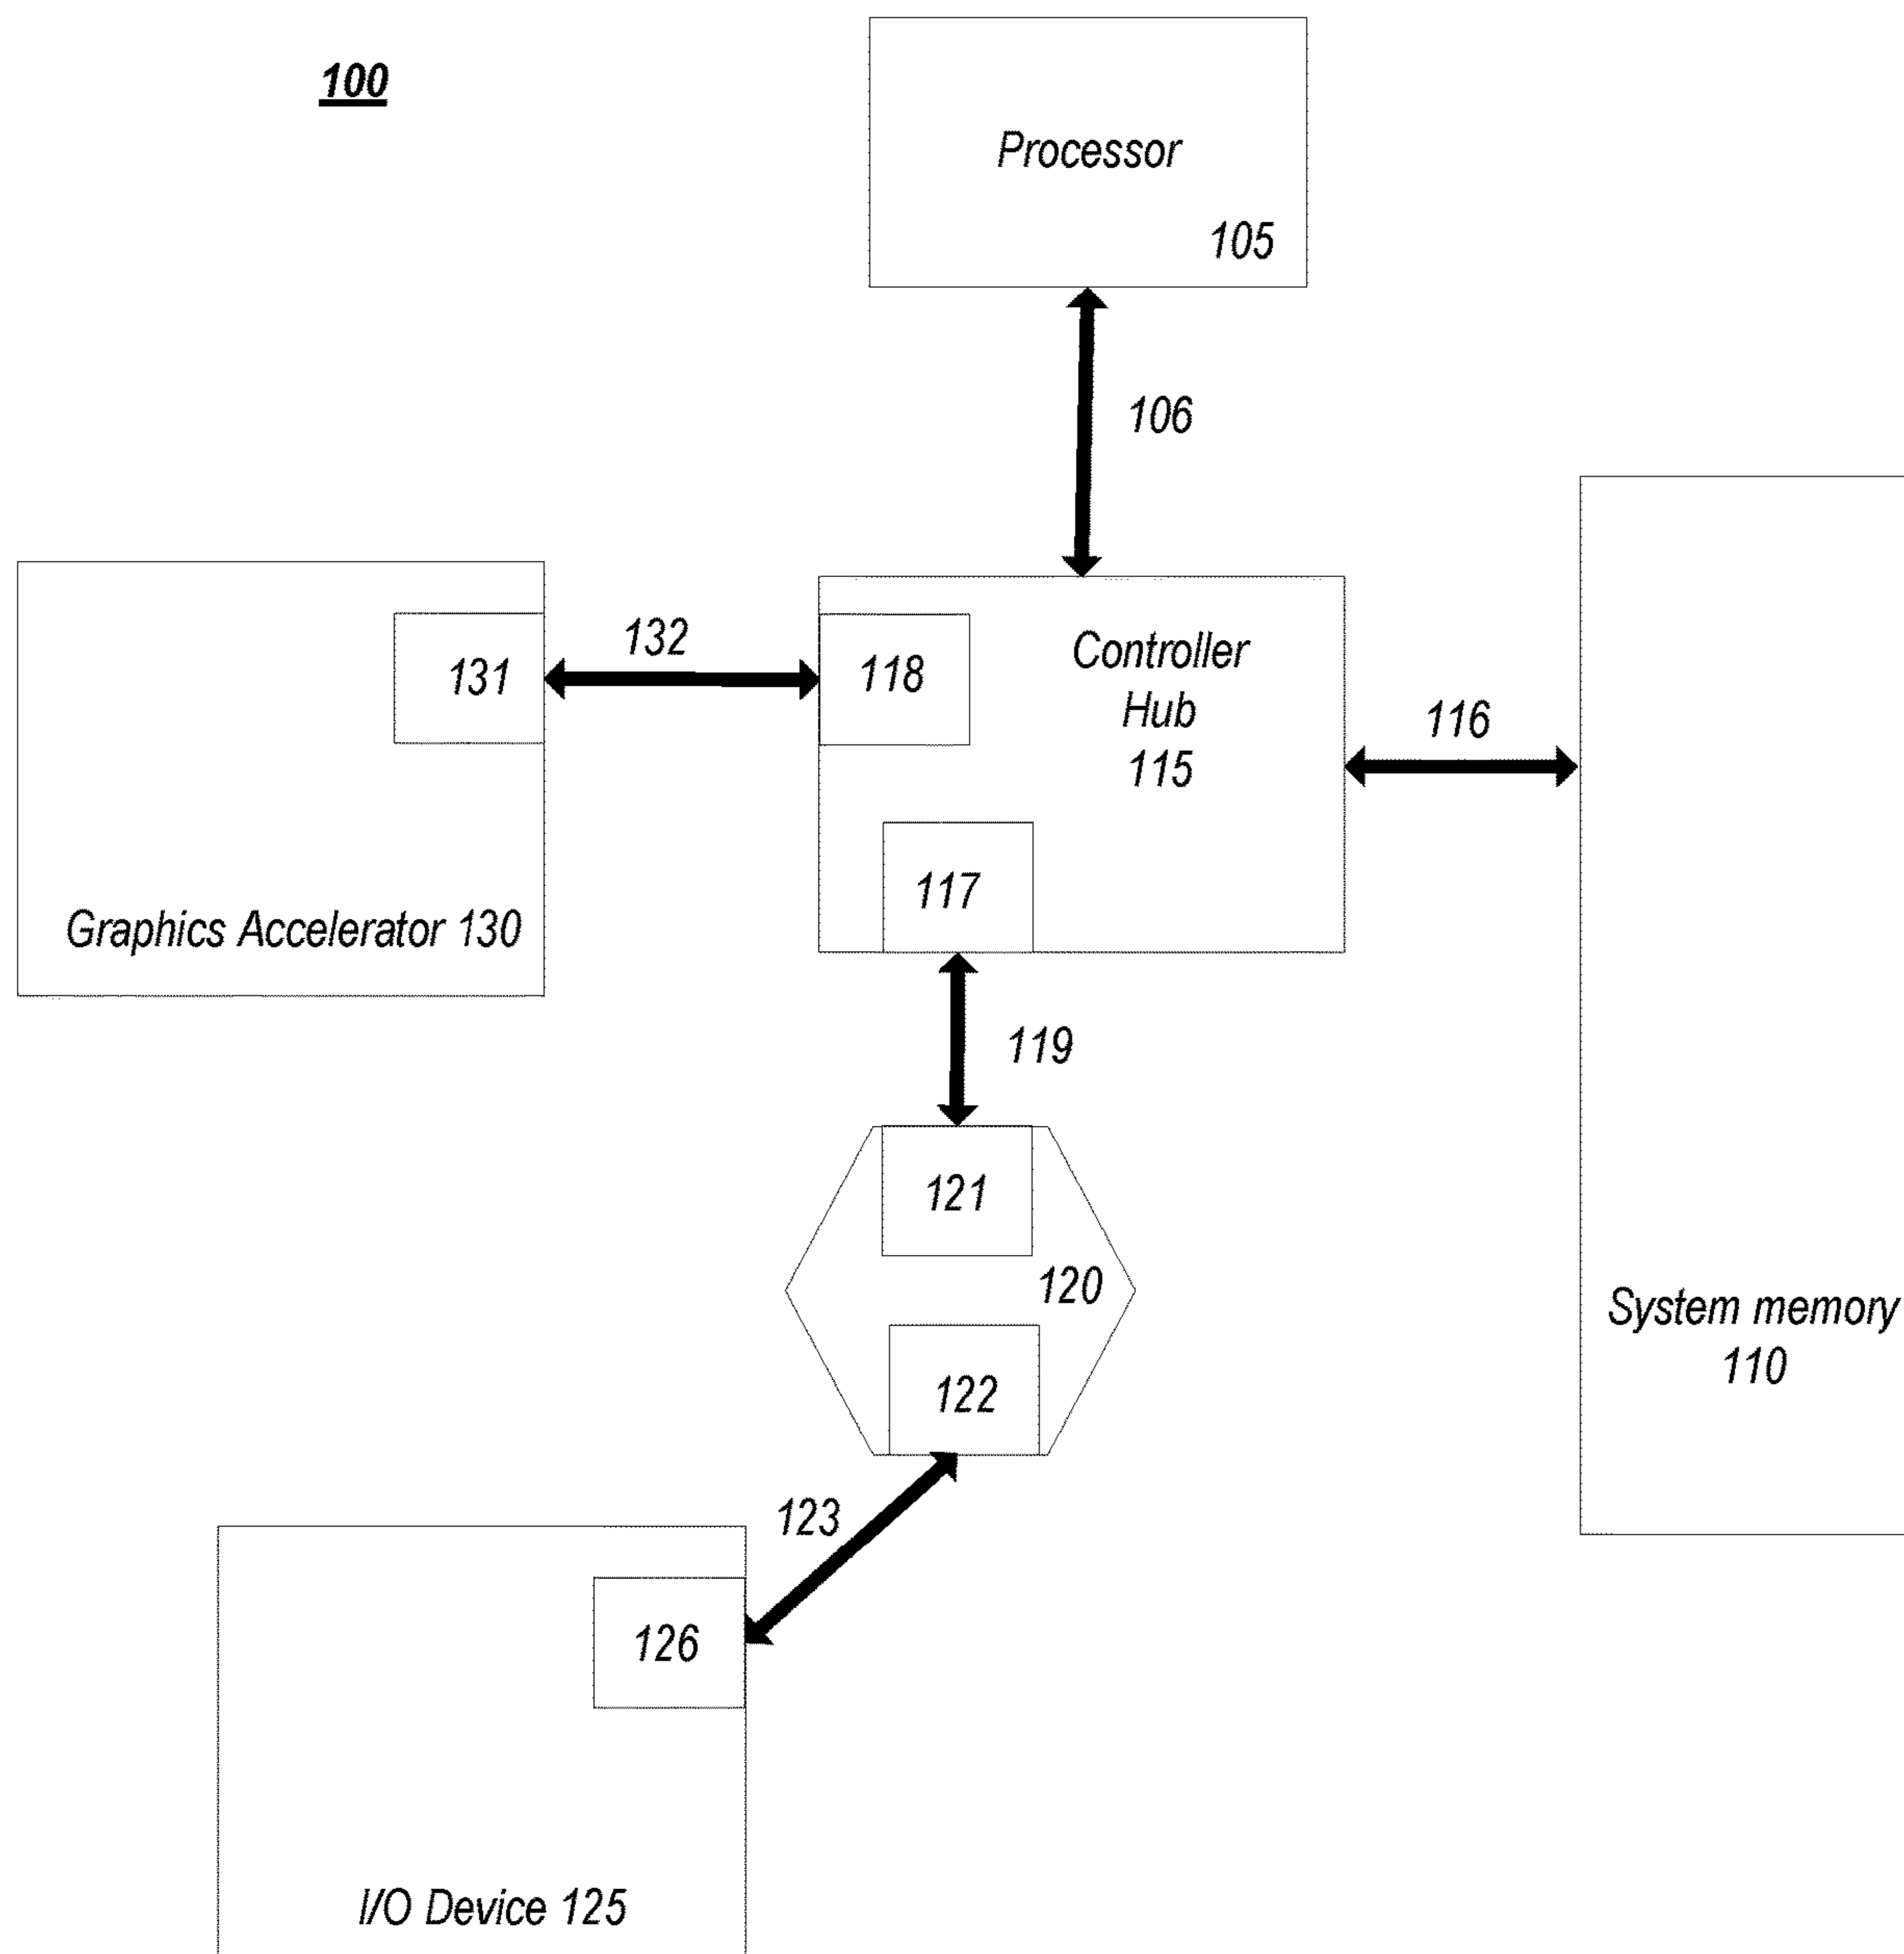 100
Processor
105
106
132
131
118
Controller
Hub
115
116
117
Graphics Accelerator 130
119
121
120
122
System memory
110
123
126
I/O Device 125